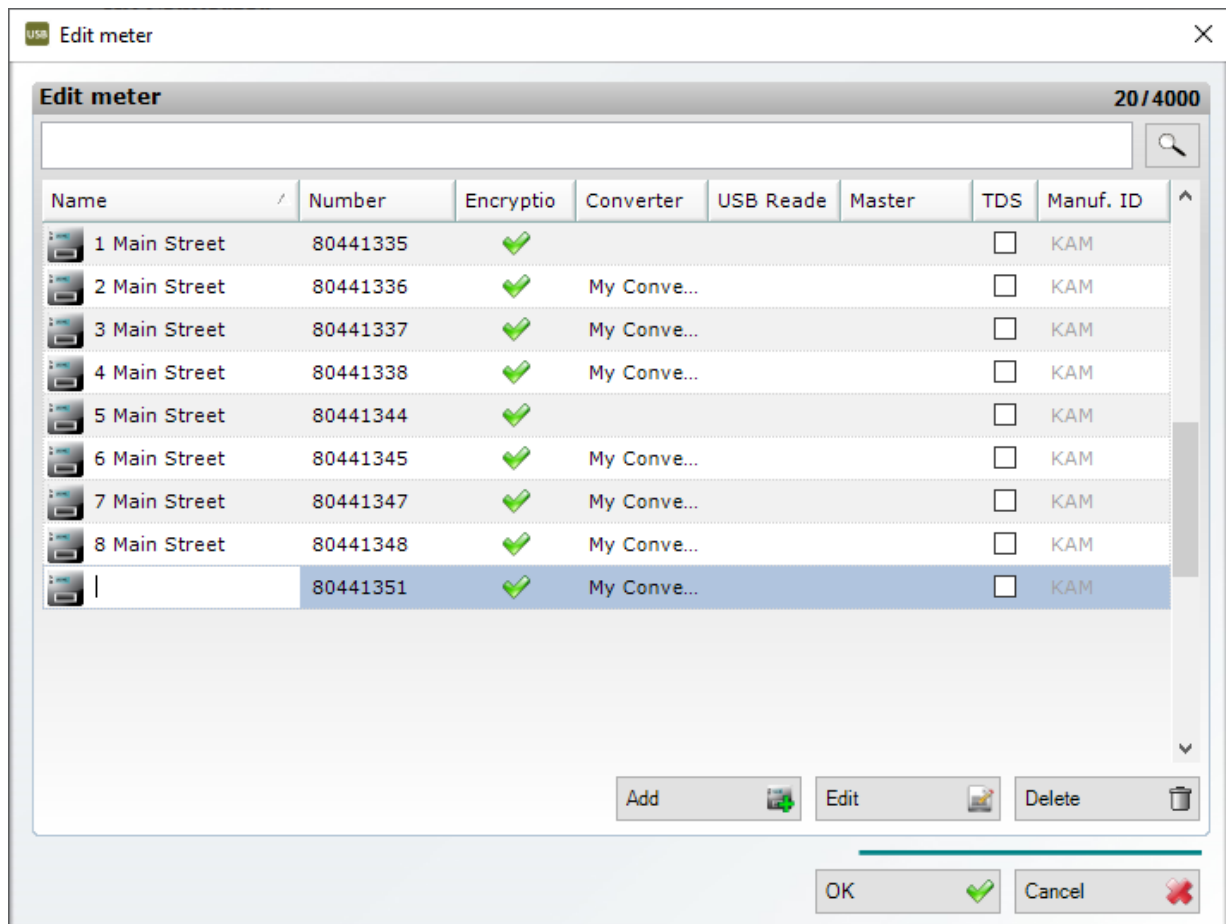 USB Edit meter
Edit meter 20/4000
Name Number Encryptio Converter USB Reade Master TDS Manuf. ID
1 Main Street 80441335 KAM
2 Main Street 80441336 My Conve... KAM
3 Main Street 80441337 My Conve... KAM
4 Main Street 80441338 My Conve... KAM
5 Main Street 80441344 KAM
6 Main Street 80441345 My Conve... KAM
7 Main Street 80441347 My Conve... KAM
8 Main Street 80441348 My Conve... KAM
80441351 My Conve... KAM
Add Edit Delete
OK Cancel